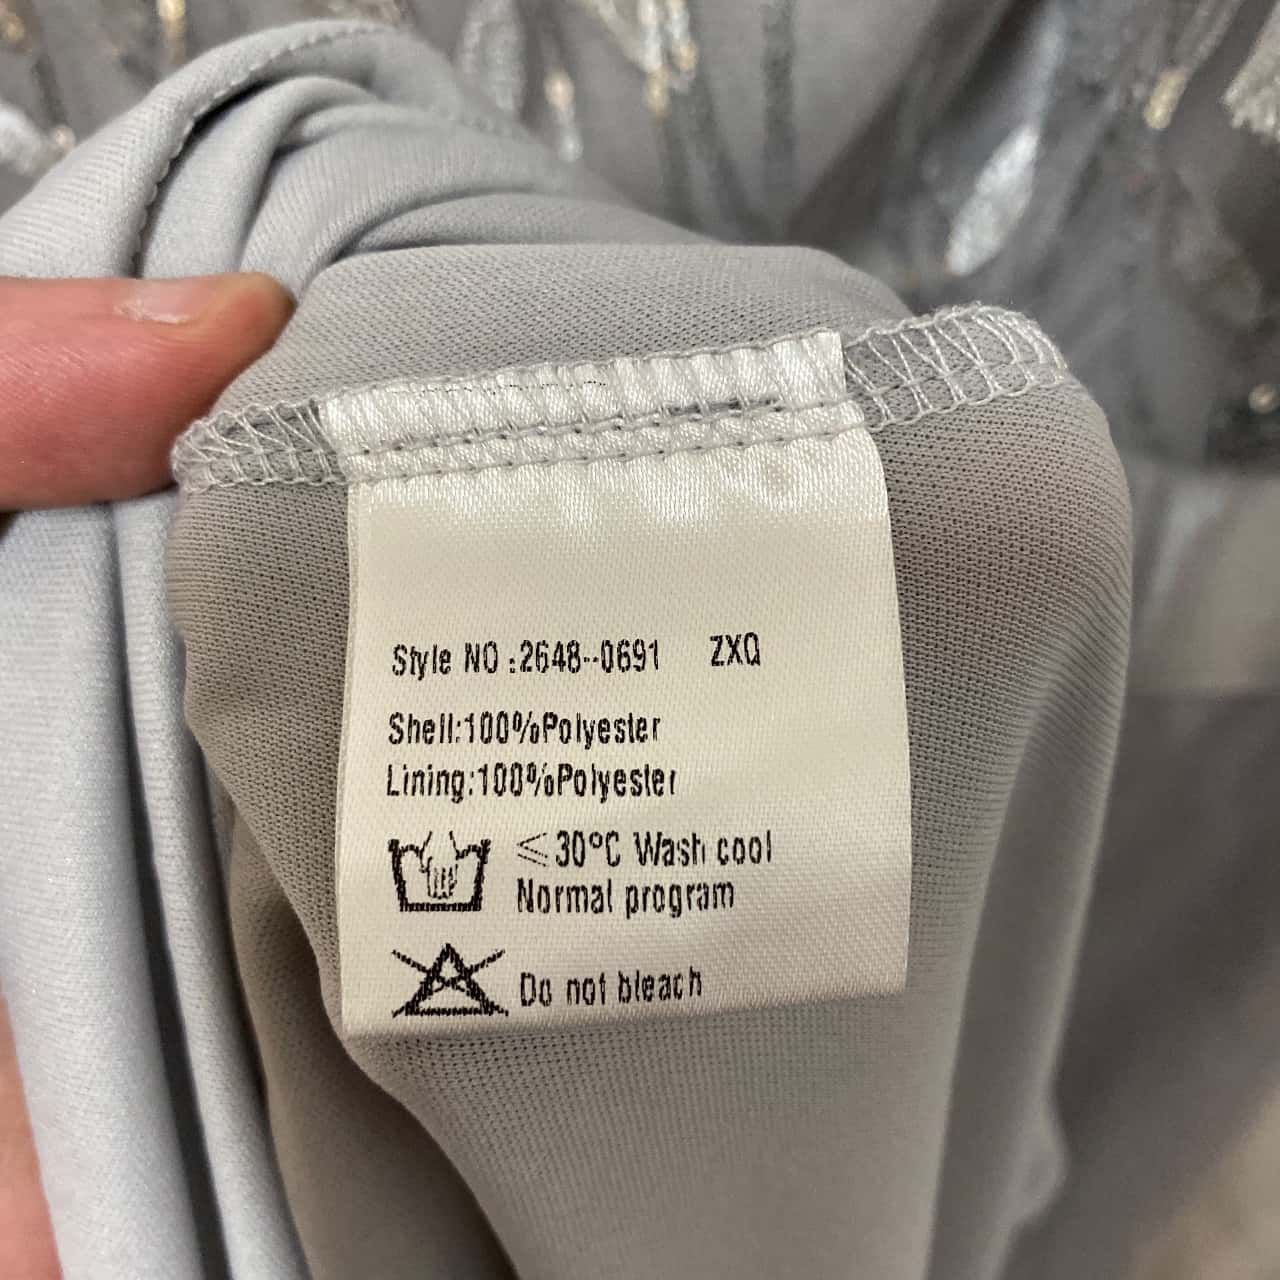 Style NO :2648--0691 ZXQ
Shell:100%Polyester
Lining:100%Polyester
≤30°C Wash cool
Normal program
Do not bleach